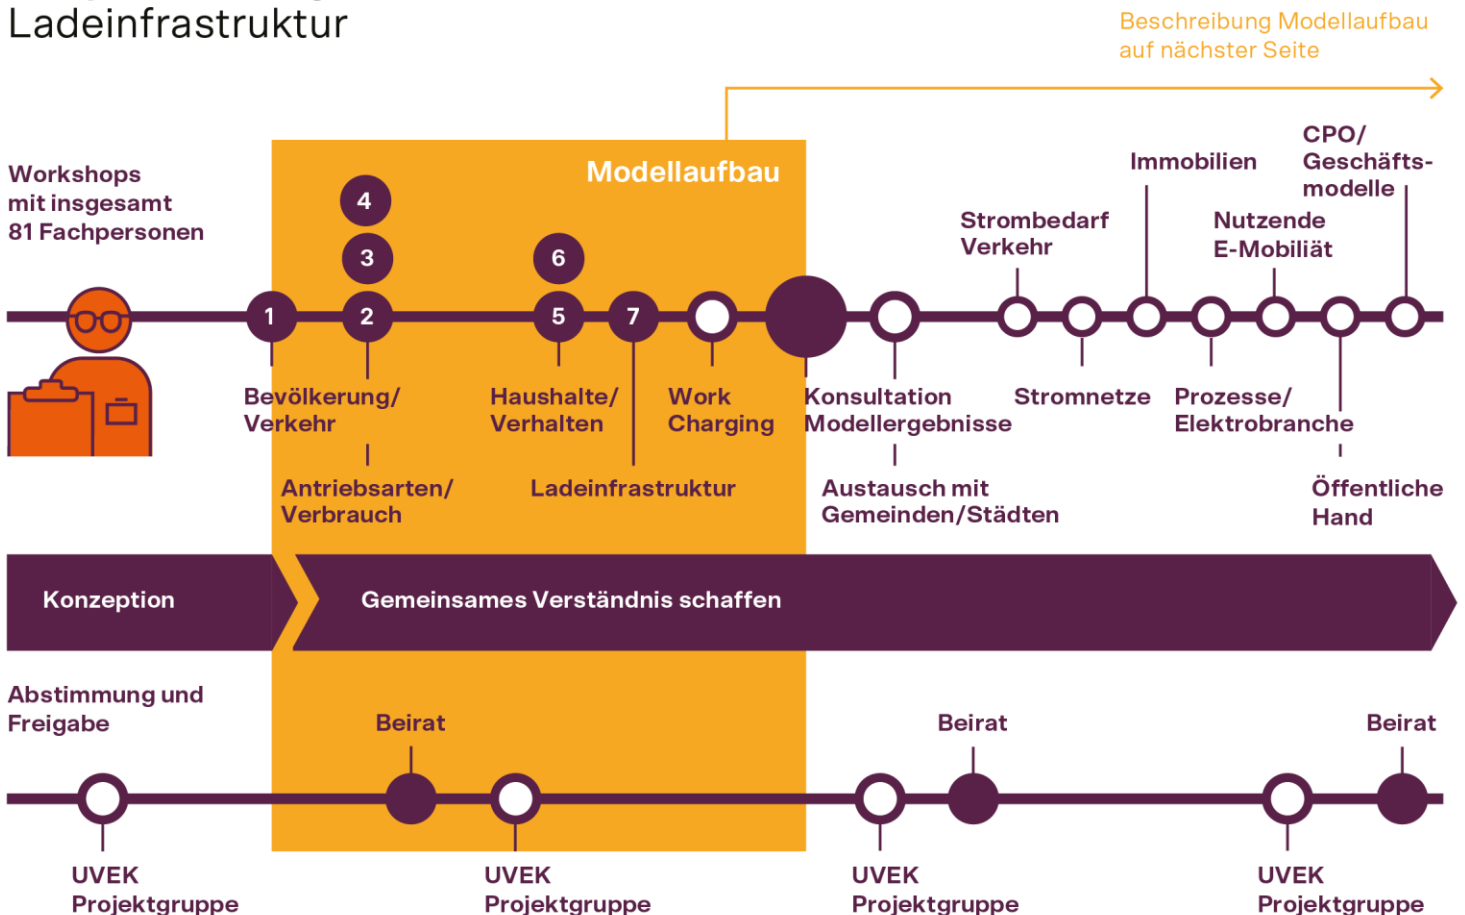 Ladeinfrastruktur
Beschreibung Modellaufbau
auf nächster Seite
Workshops
mit insgesamt
81 Fachpersonen
Modellaufbau
4
3
6
1
2
5
7
Strombedarf
Verkehr
Immobilien
Nutzende
E-Mobiliät
CPO/
Geschäfts-
modelle
Bevölkerung/
Verkehr
Haushalte/
Verhalten
Work
Charging
Konsultation
Modellergebnisse
Stromnetze
Prozesse/
Elektrobranche
Antriebsarten/
Verbrauch
Ladeinfrastruktur
Austausch mit
Gemeinden/Städten
Öffentliche
Hand
Konzeption
Gemeinsames Verständnis schaffen
Abstimmung und
Freigabe
Beirat
Beirat
Beirat
UVEK
Projektgruppe
UVEK
Projektgruppe
UVEK
Projektgruppe
UVEK
Projektgruppe